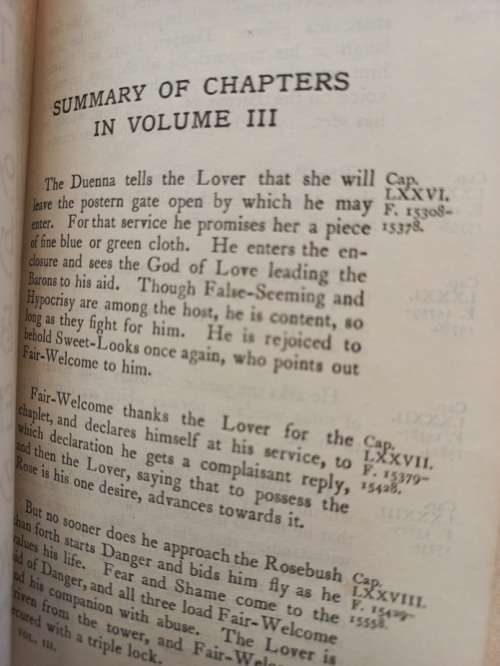 SUMMARY OF CHAPTERS
IN VOLUME III
The Duenna tells the Lover that she will
leave the postern gate open by which he may
enter. For that service he promises her a piece
of fine blue or green cloth. He enters the en-
closure and sees the God of Love leading the
Barons to his aid. Though False-Seeming and
Hypocrisy are among the host, he is content, so
long as they fight for him. He is rejoiced to
behold Sweet-Looks once again, who points out
Fair-Welcome to him.
Cap.
LXXVI.
F. 15308-
15378.
Fair-Welcome thanks the Lover for the
chaplet, and declares himself at his service, to
which declaration he gets a complaisant reply,
and then the Lover, saying that to possess the
Rose is his one desire, advances towards it.
Cap.
LXXVII.
F. 15379-
15428.
But no sooner does he approach the Rosebush
than forth starts Danger and bids him fly as he
values his life. Fear and Shame come to the
aid of Danger, and all three load Fair-Welcome
and his companion with abuse. The Lover is
driven from the tower, and Fair-Welcome
secured with a triple lock.
Cap.
LXXVIII.
F. 15429-
15558.
VOL. III.